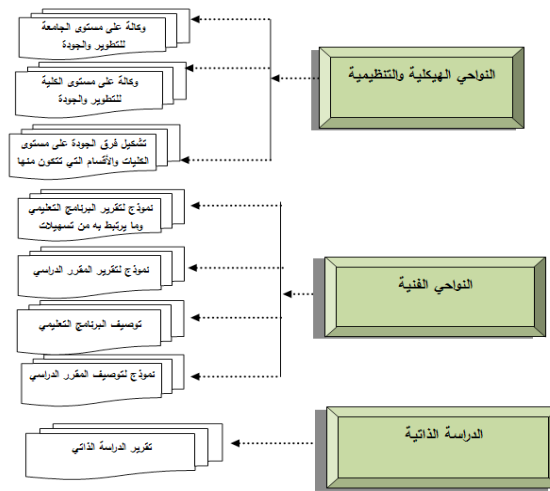 النواحي الهيكلية والتنظيمية
وكالة على مستوى الجامعة
للتطوير والجودة
وكالة على مستوى الكلية
للتطوير والجودة
تشكيل فرق الجودة على مستوى
الكليات والأقسام التي تتكون منها
النواحي الفنية
نموذج لتقرير البرنامج التعليمي
وما يرتبط به من تسهيلات
نموذج لتقرير المقرر الدراسي
توصيف البرنامج التعليمي
نموذج لتوصيف المقرر الدراسي
الدراسة الذاتية
تقرير الدراسة الذاتي